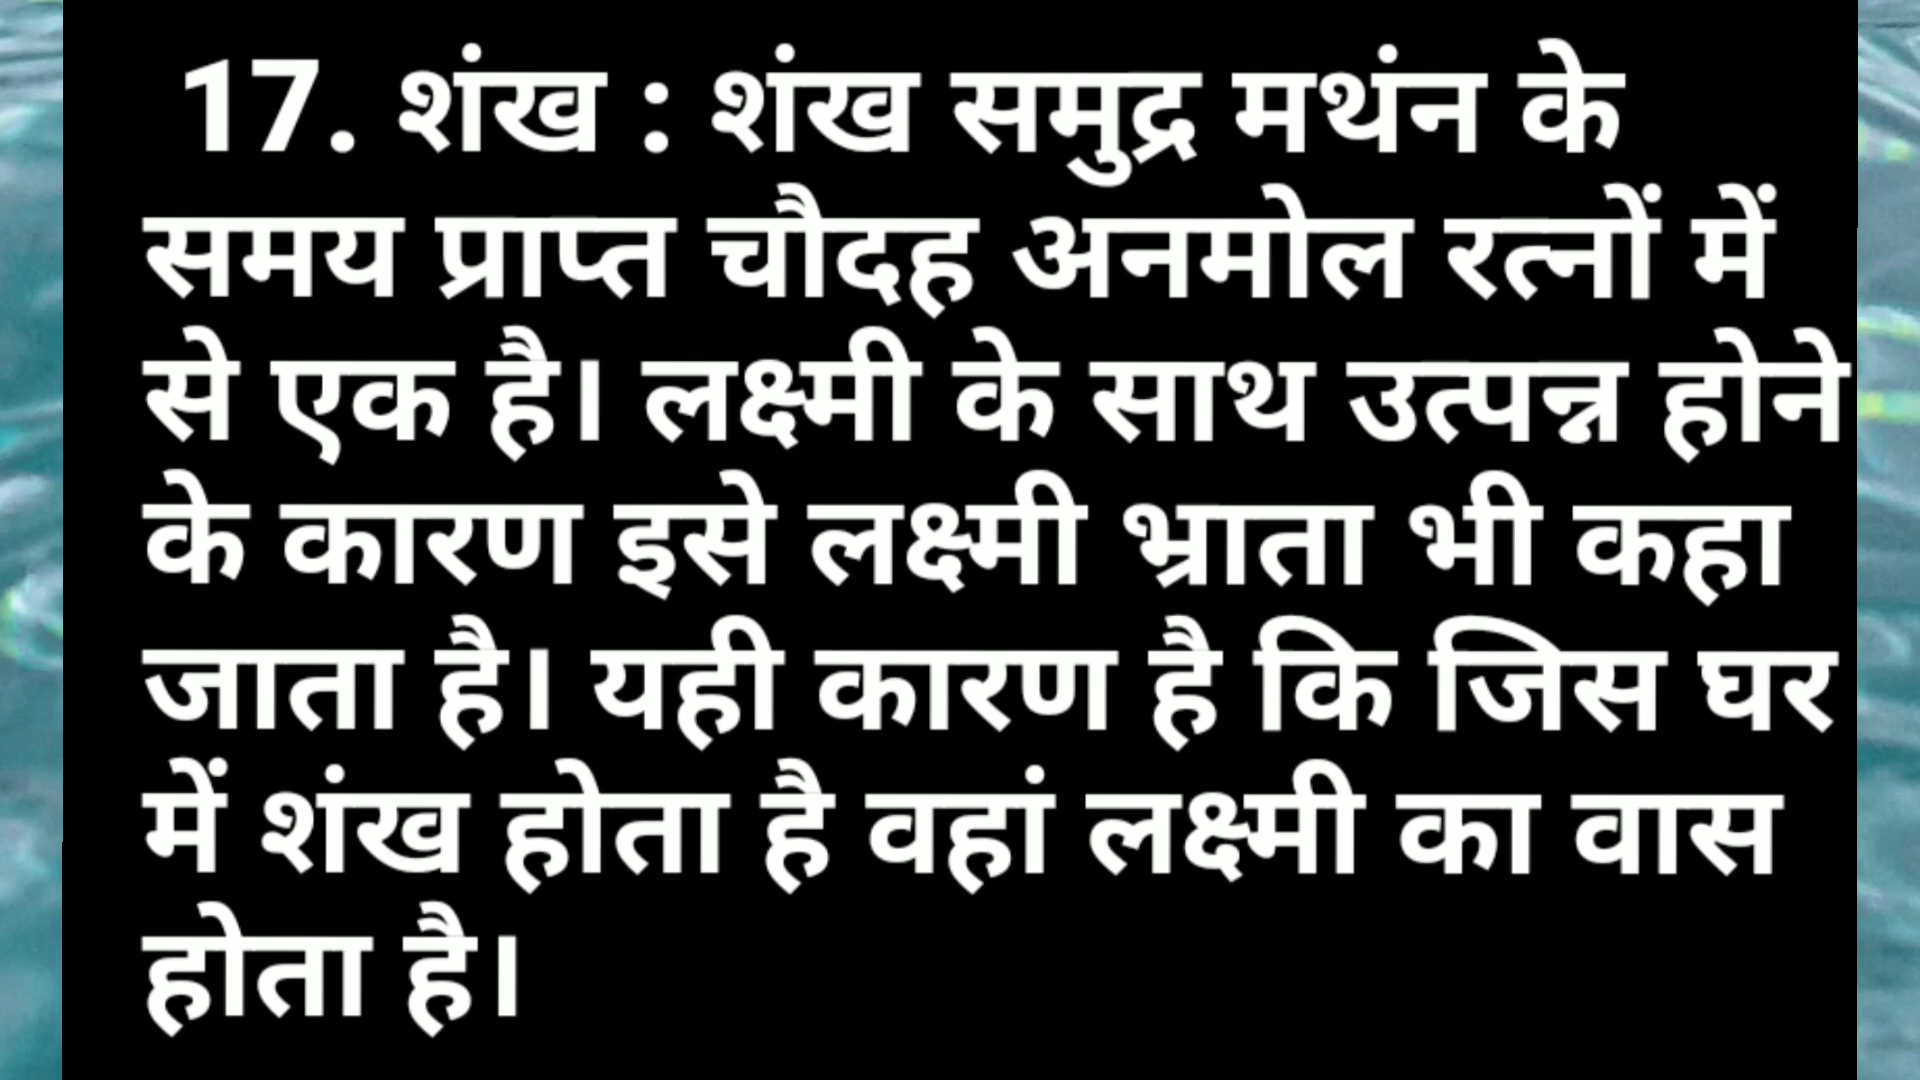 17. शंख : शंख समुद्र मथंन के
समय प्राप्त चौदह अनमोल रत्नों में
से एक है। लक्ष्मी के साथ उत्पन्न होने
के कारण इसे लक्ष्मी भ्राता भी कहा
जाता है। यही कारण है कि जिस घर
में शंख होता है वहां लक्ष्मी का वास
होता है।